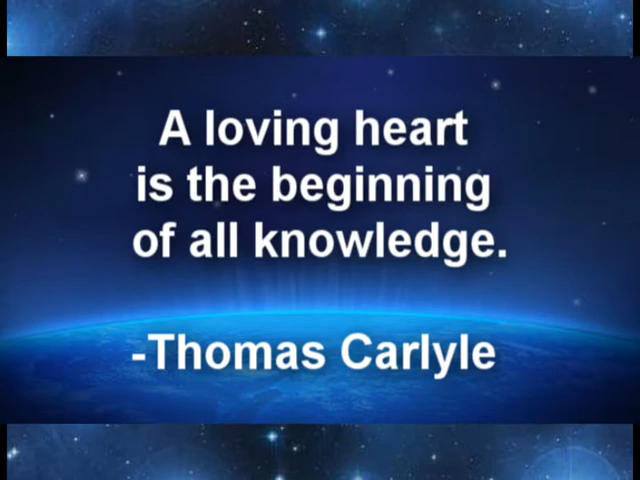 A loving heart
is the beginning
of all knowledge.
-Thomas Carlyle